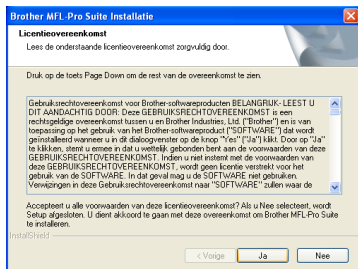 Brother MFL-Pro Suite Installatie
Licentieovereenkomst
Lees de onderstaande licentieovereenkomst zorgvuldig door.
Druk op de toets Page Down om de rest van de overeenkomst te zien.
Gebruiksrechtovereenkomst voor Brother-softwareproducten BELANGRIJK- LEEST U
DIT AANDACHTIG DOOR: Deze GEBRUIKSRECHTOVEREENKOMST is een
rechtsgeldige overeenkomst tussen u en Brother Industries, Ltd. ("Brother") en is van
toepassing op het gebruik van het Brother-softwareproduct ("SOFTWARE") dat wordt
geïnstalleerd wanneer u in dit dialoogvenster op de knop "Yes" ("Ja") klikt. Door op "Ja"
te klikken, stemt u ermee in dat u wettelijk gebonden bent aan de voorwaarden van deze
GEBRUIKSRECHTOVEREENKOMST. Indien u niet instemt met de voorwaarden van
deze GEBRUIKSRECHTOVEREENKOMST, wordt geen licentie verstrekt voor het
gebruik van de SOFTWARE. In dat geval mag u de SOFTWARE niet gebruiken.
Verwijzingen in deze Gebruiksrechtovereenkomst naar "SOFTWARE" zullen waar de
Accepteert u alle voorwaarden van deze licentieovereenkomst? Als u Nee selecteert, wordt
Setup afgesloten. U dient akkoord te gaan met deze overeenkomst om Brother MFL-Pro Suite
te installeren.
InstallShield
< Vorige
Ja
Nee